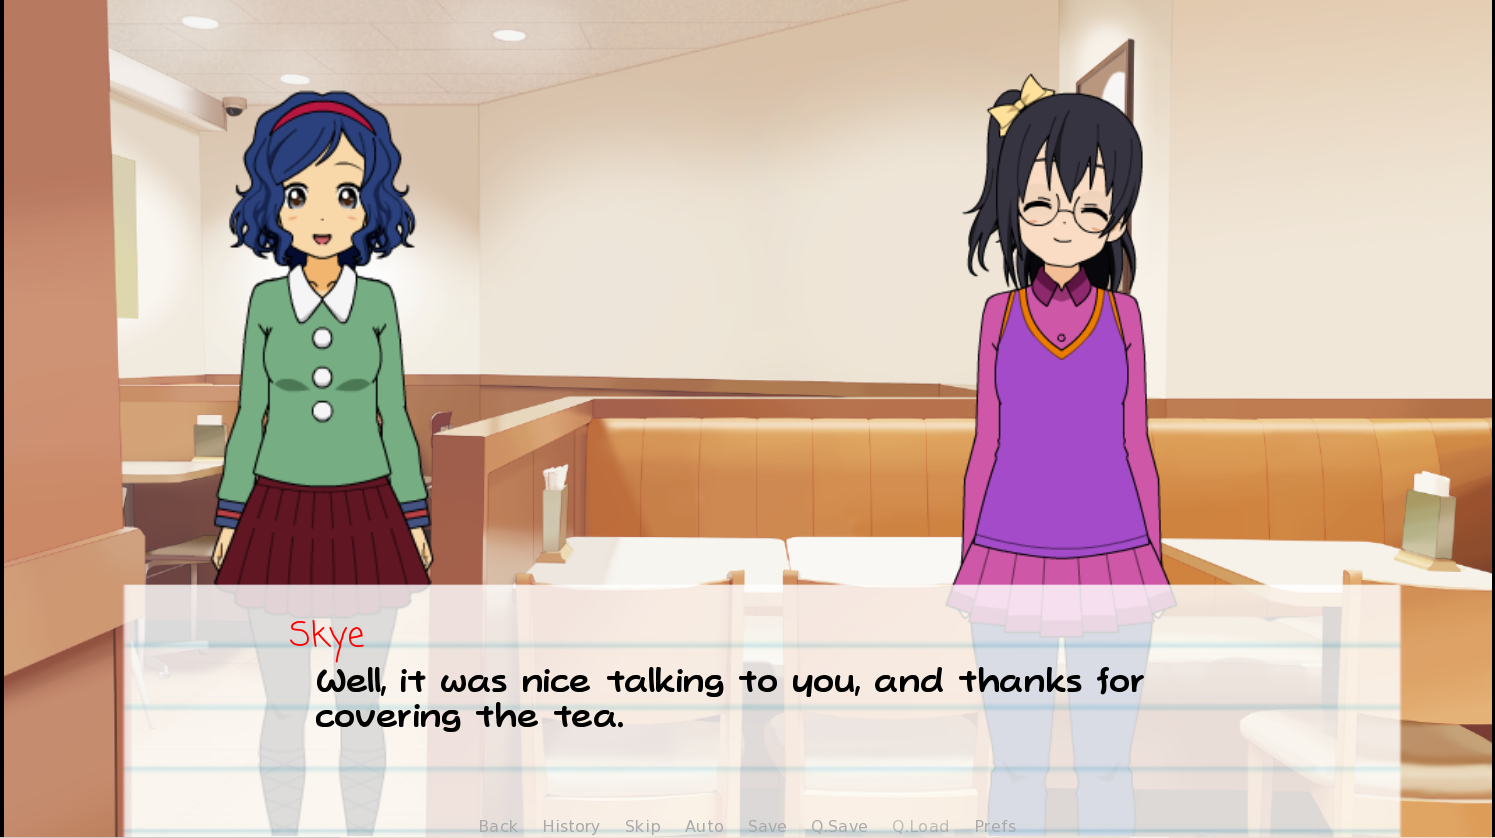 Skye
Well, it was nice talking to you, and thanks for
covering the tea.
Back History Skip Auto Save Q.Save Q.Load Prefs